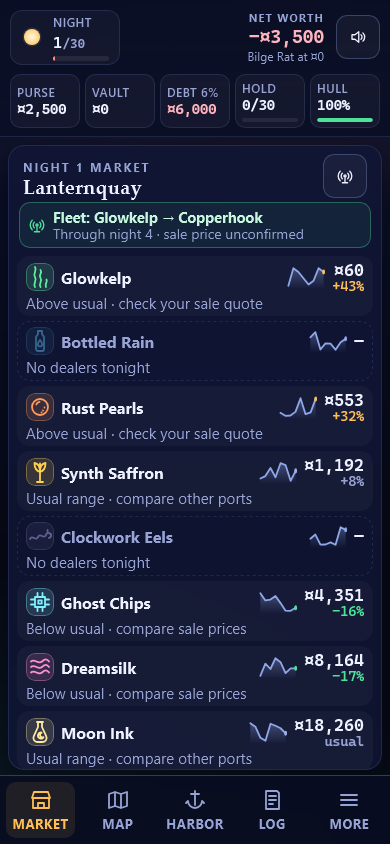 NIGHT
1/30
NET WORTH
−¤3,500
Bilge Rat at ¤0
PURSE
¤2,500
VAULT
¤0
DEBT 6%
¤6,000
HOLD
0/30
HULL
100%
NIGHT 1 MARKET
Lanternquay
Fleet: Glowkelp → Copperhook
Through night 4 · sale price unconfirmed
Glowkelp
¤60
+43%
Above usual · check your sale quote
Bottled Rain
—
No dealers tonight
Rust Pearls
¤553
+32%
Above usual · check your sale quote
Synth Saffron
¤1,192
+8%
Usual range · compare other ports
Clockwork Eels
—
No dealers tonight
Ghost Chips
¤4,351
−16%
Below usual · compare sale prices
Dreamsilk
¤8,164
−17%
Below usual · compare sale prices
Moon Ink
¤18,260
usual
Usual range · compare other ports
MARKET
MAP
HARBOR
LOG
MORE